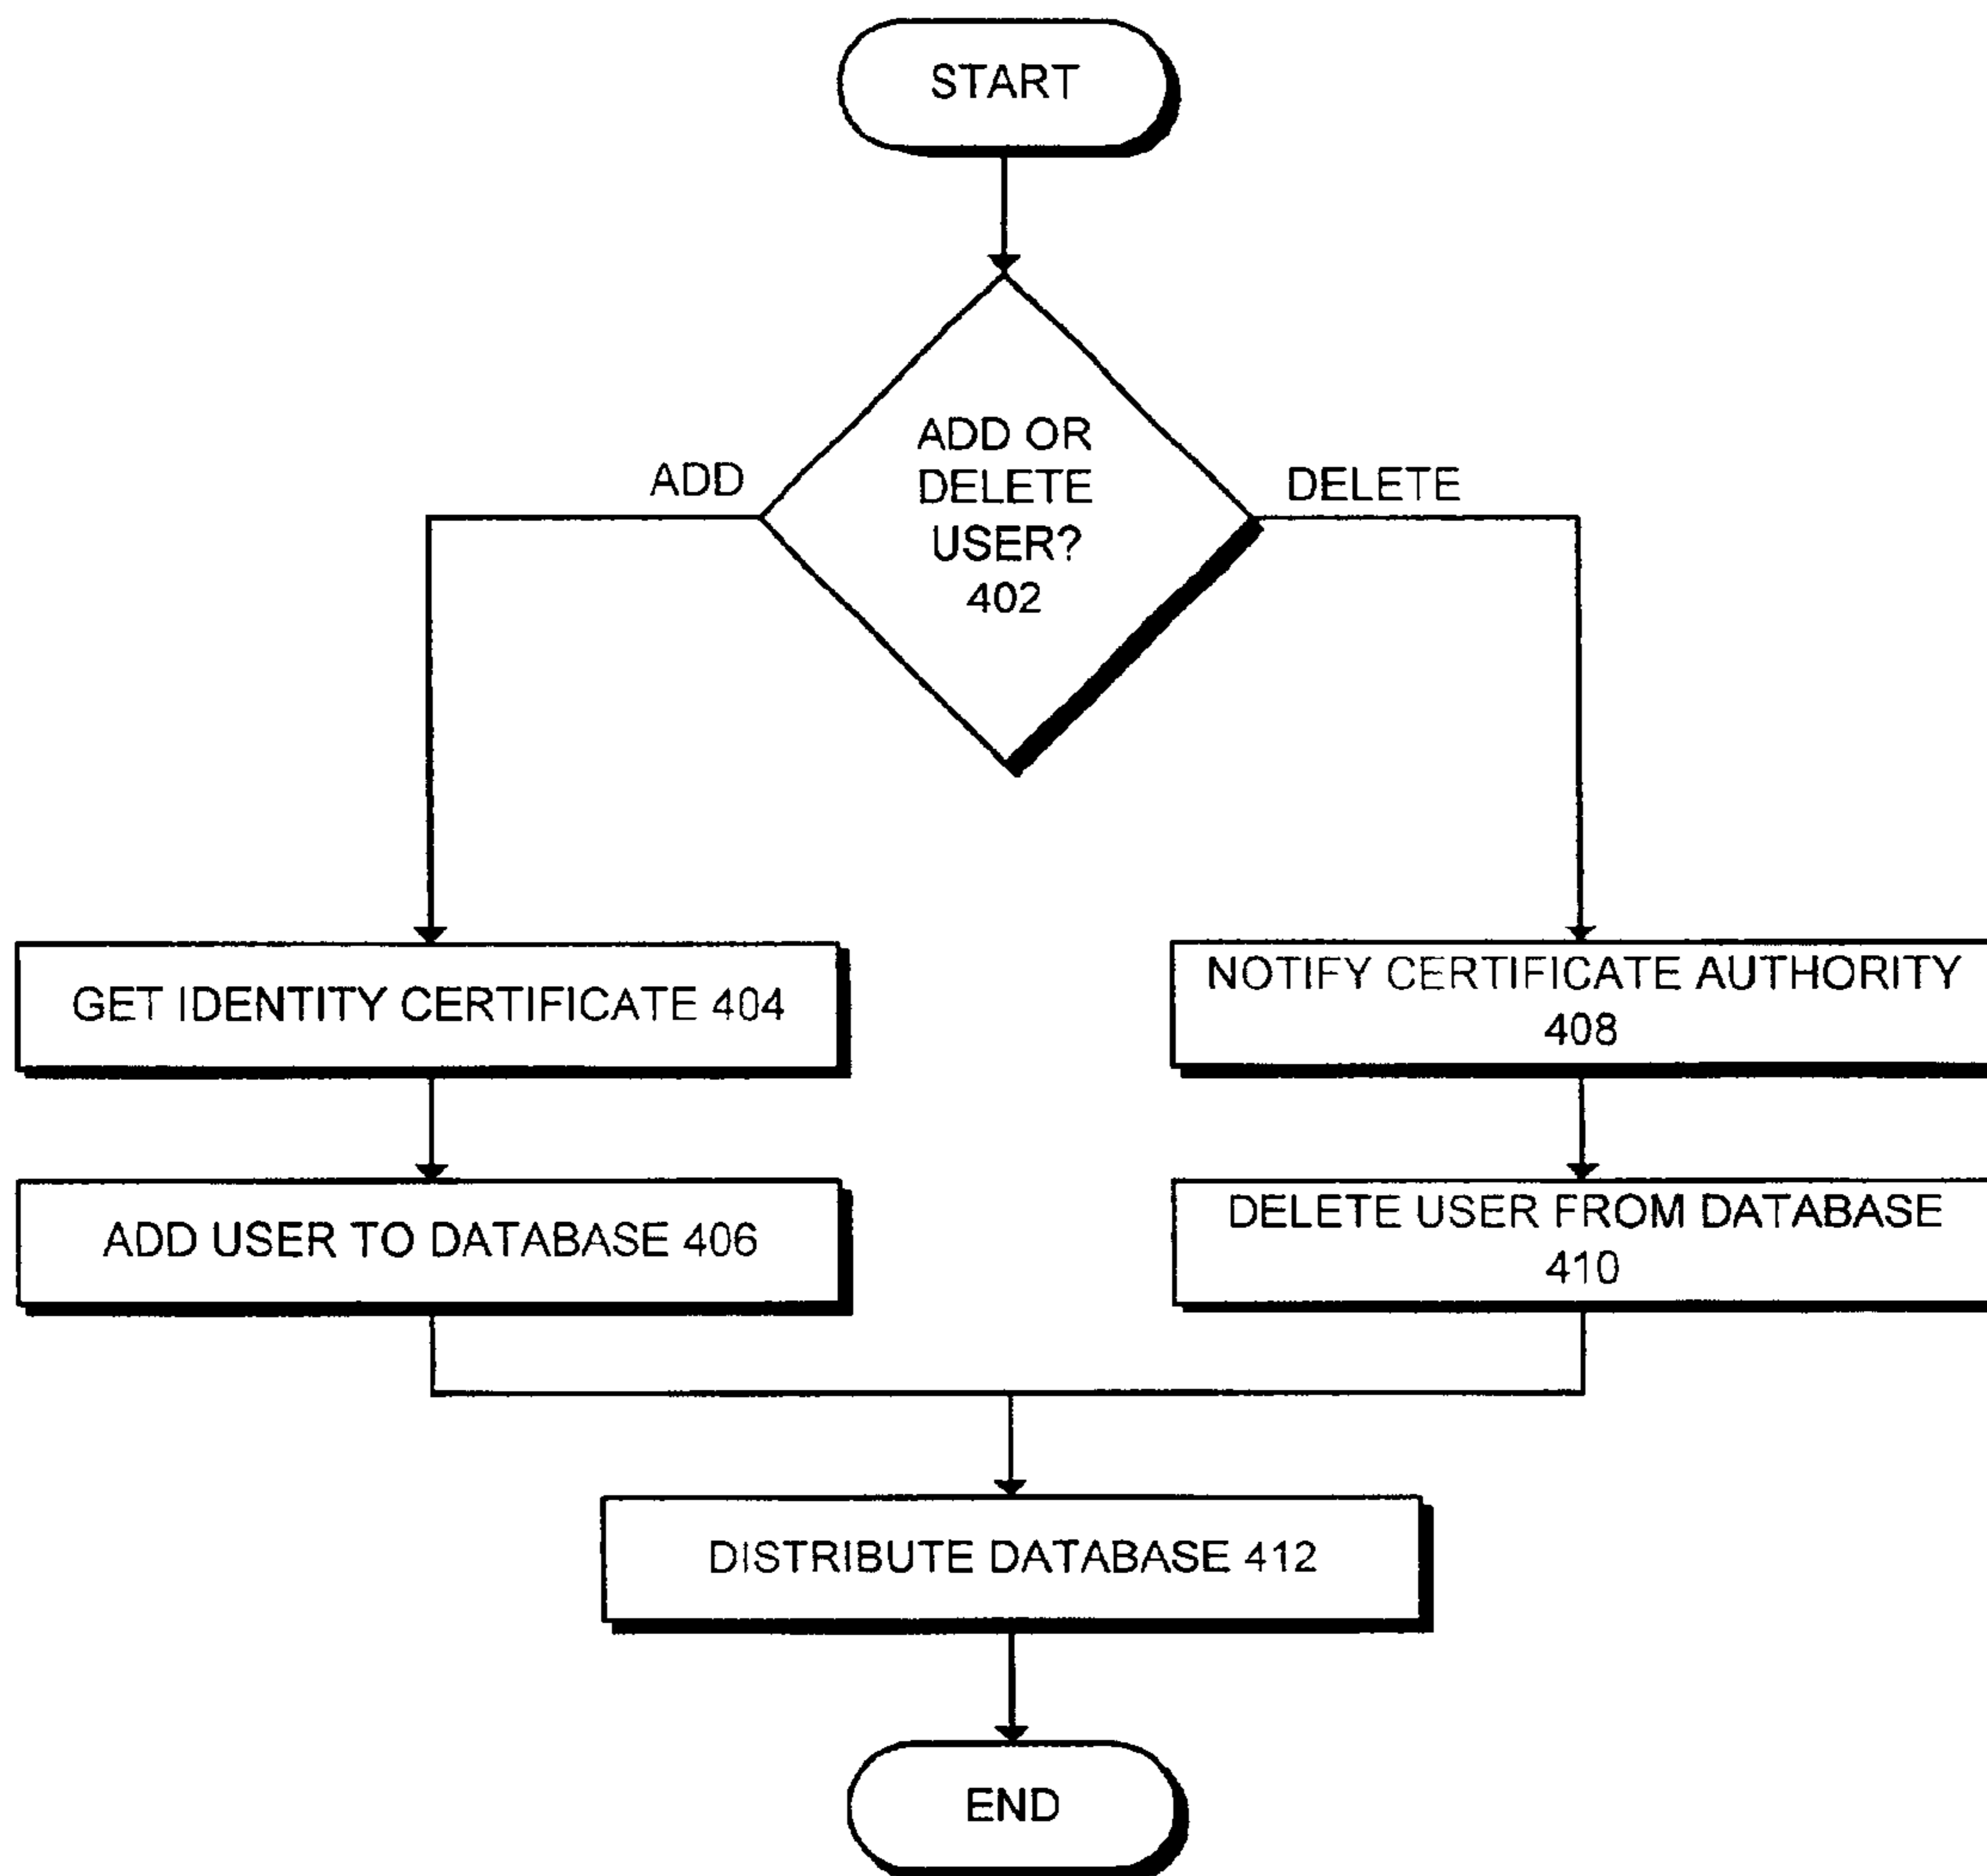 START
ADD OR
DELETE
USER?
402
ADD
DELETE
GET IDENTITY CERTIFICATE 404
NOTIFY CERTIFICATE AUTHORITY
408
ADD USER TO DATABASE 406
DELETE USER FROM DATABASE
410
DISTRIBUTE DATABASE 412
END